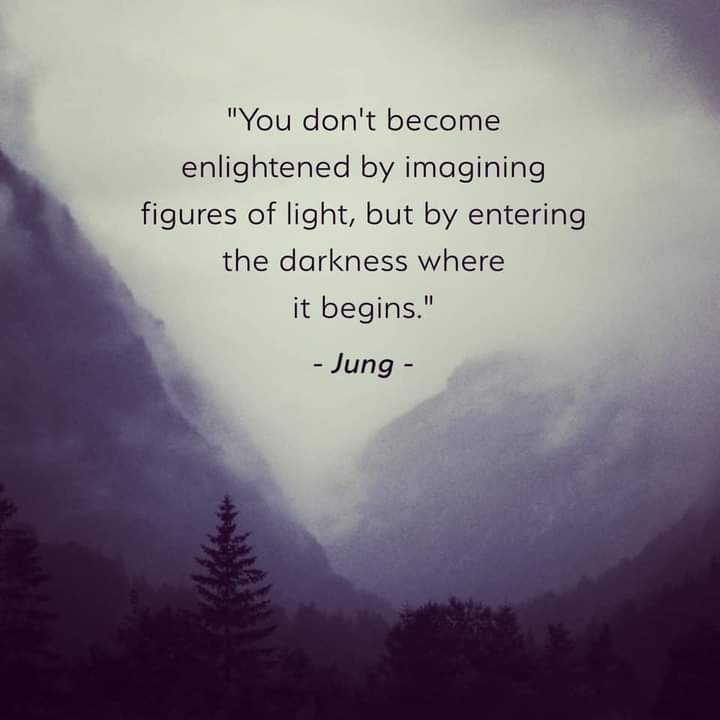 "You don't become
enlightened by imagining
figures of light, but by entering
the darkness where
it begins."
- Jung -